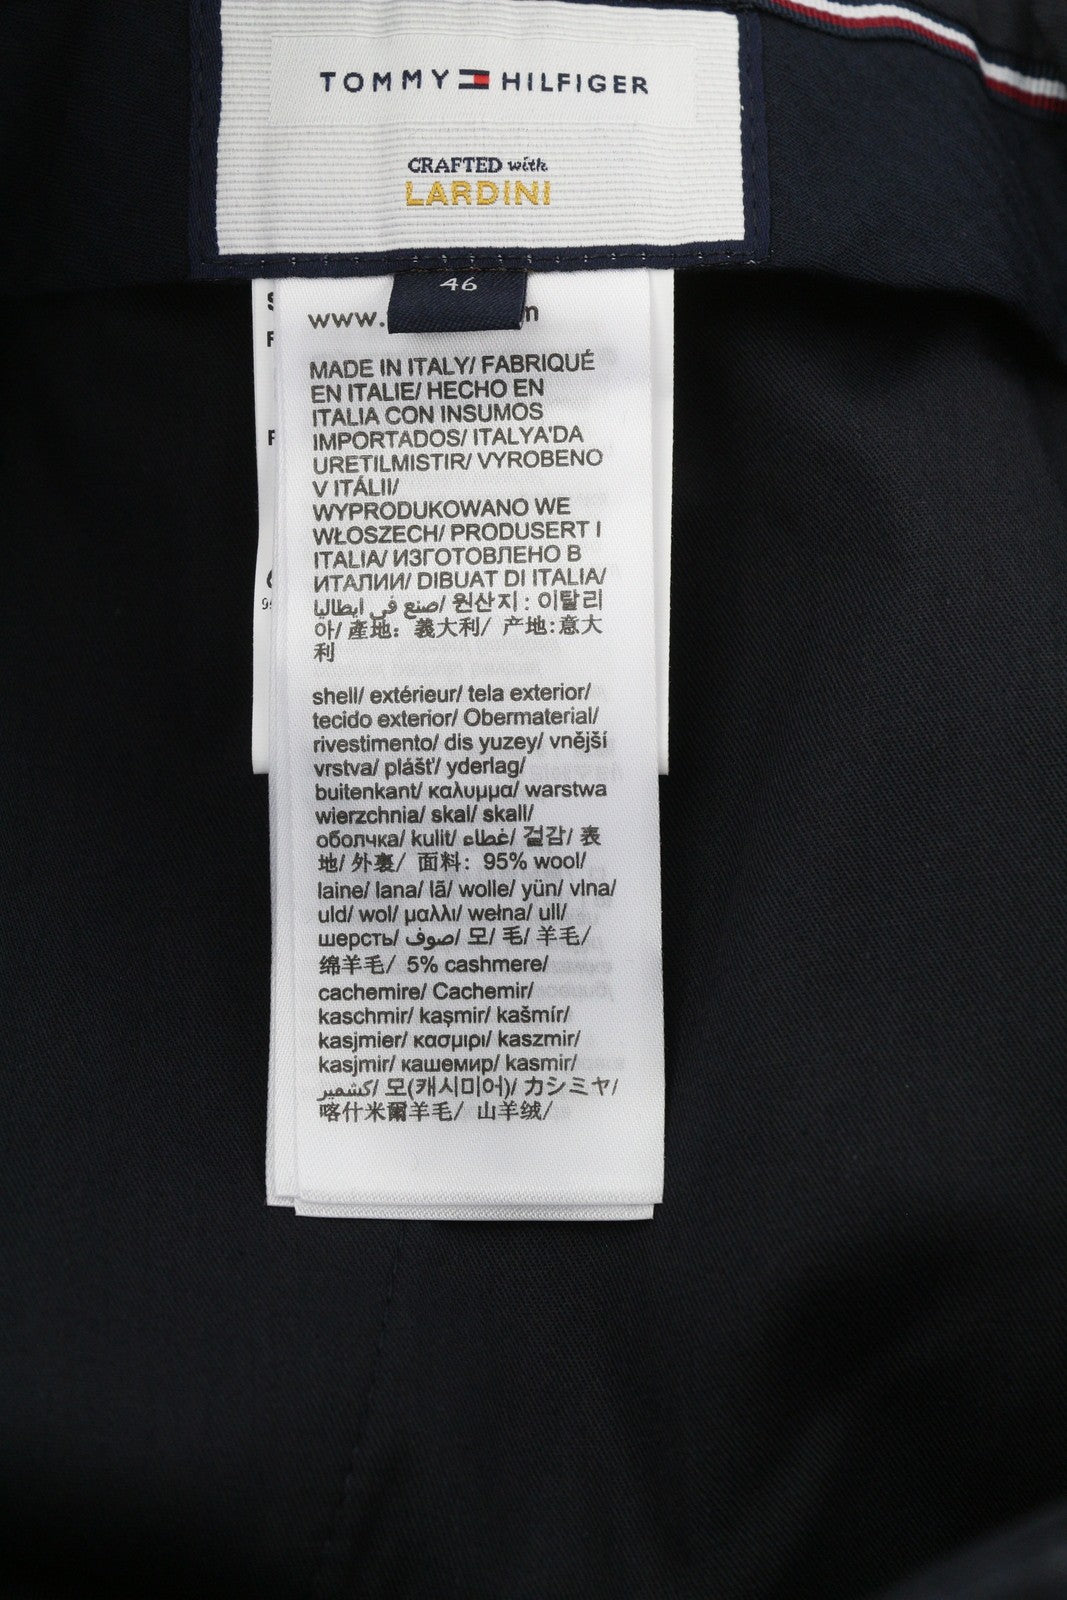 TOMMY HILFIGER
CRAFTED with
LARDINI
46
www.
MADE IN ITALY/ FABRIQUÉ
EN ITALIE/ HECHO EN
ITALIA CON INSUMOS
IMPORTADOS/ ITALYA'DA
URETILMISTIR/ VYROBENO
V ITÁLII/
WYPRODUKOWANO WE
WŁOSZECH/ PRODUSERT I
ITALIA/ ИЗГОТОВЛЕНО В
ИТАЛИИ/ DIBUAT DI ITALIA/
صنع في ايطاليا/ 원산지 : 이탈리
아/ 產地：義大利/ 产地:意大
利
shell/ extérieur/ tela exterior/
tecido exterior/ Obermaterial/
rivestimento/ dis yuzey/ vnější
vrstva/ plášt'/ yderlag/
buitenkant/ καλυμμα/ warstwa
wierzchnia/ skal/ skall/
оболчка/ kulit/ غطاء/ 겉감/ 表
地/ 外裹/ 面料：95% wool/
laine/ lana/ lã/ wolle/ yün/ vlna/
uld/ wol/ μαλλι/ wełna/ ull/
шерсть/ صوف/ 모/ 毛/ 羊毛/
绵羊毛/ 5% cashmere/
cachemire/ Cachemir/
kaschmir/ kaşmir/ kašmír/
kasjmier/ κασμιρι/ kaszmir/
kasjmir/ кашемир/ kasmir/
كشمير/ 모(캐시미어)/ カシミヤ/
喀什米爾羊毛/ 山羊绒/